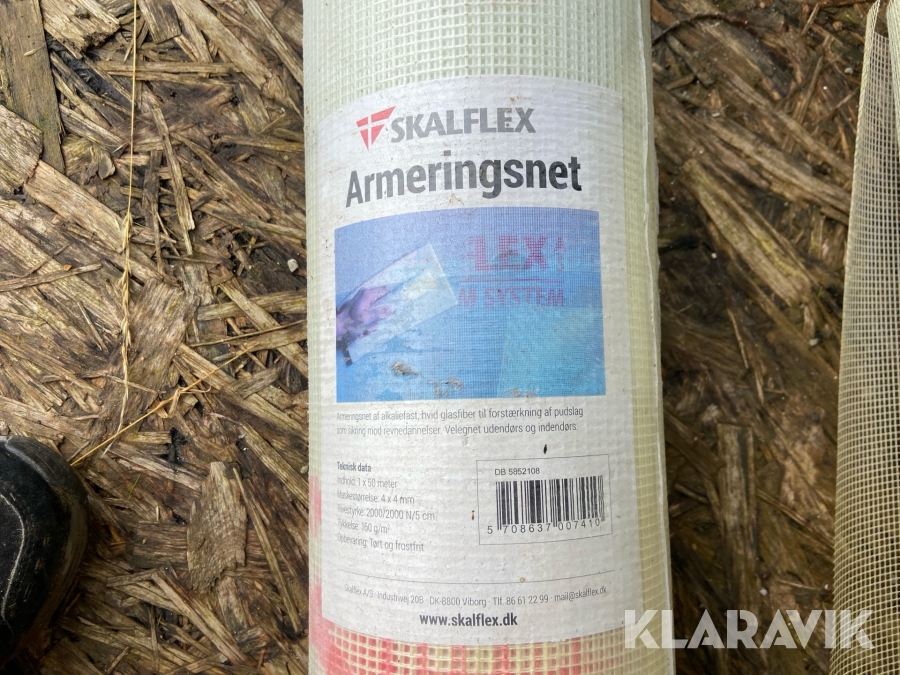 SKALFLEX
Armeringsnet
LEX
M SYSTEM
Armeringsnet af alkaliefast, hvid glasfiber til forstærkning af pudslag
som sikring mod revnedannelser. Velegnet udendørs og indendørs.
Teknisk data
Indhold: 1 x 50 meter
Maskestørrelse: 4 x 4 mm
Rivestyrke: 2000/2000 N/5 cm
Tykkelse: 160 g/m²
Opbevaring: Tørt og frostfrit
DB 5852108
5 708637 007410
Skalflex A/S · Industrivej 20B · DK-8800 Viborg · Tlf. 86 61 22 99 · mail@skalflex.dk
www.skalflex.dk
KLARAVIK